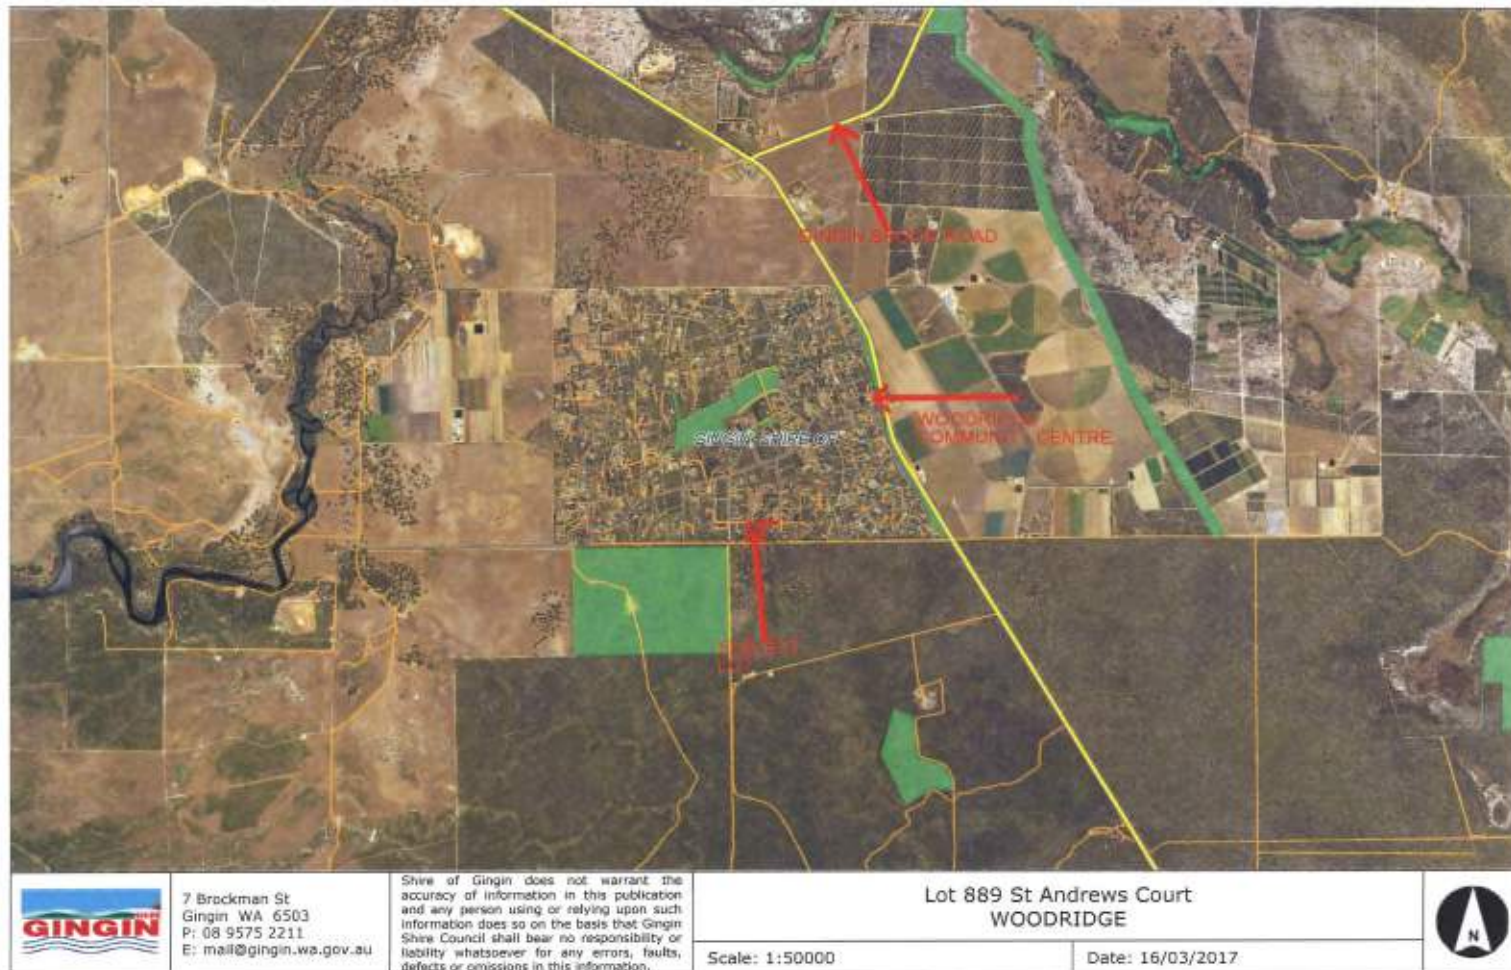 GINGIN BROOK ROAD
WOODRIDGE
COMMUNITY CENTRE
GINGIN, SHIRE OF
GINGIN
7 Brockman St
Gingin WA 6503
P: 08 9575 2211
E: mail@gingin.wa.gov.au
Shire of Gingin does not warrant the
accuracy of information in this publication
and any person using or relying upon such
information does so on the basis that Gingin
Shire Council shall bear no responsibility or
liability whatsoever for any errors, faults,
defects or omissions in this information.
Lot 889 St Andrews Court
WOODRIDGE
Scale: 1:50000
Date: 16/03/2017
N